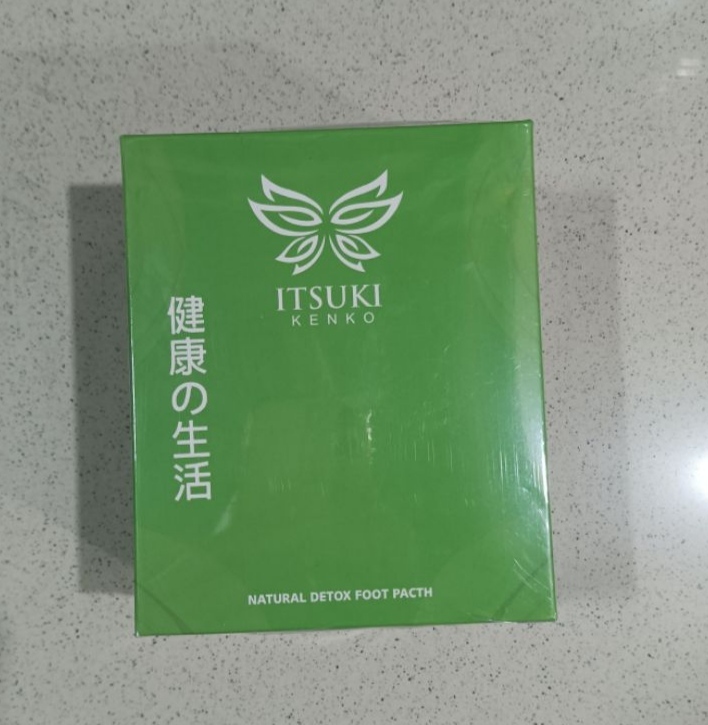 ITSUKI
KENKO
健康の生活
NATURAL DETOX FOOT PACTH